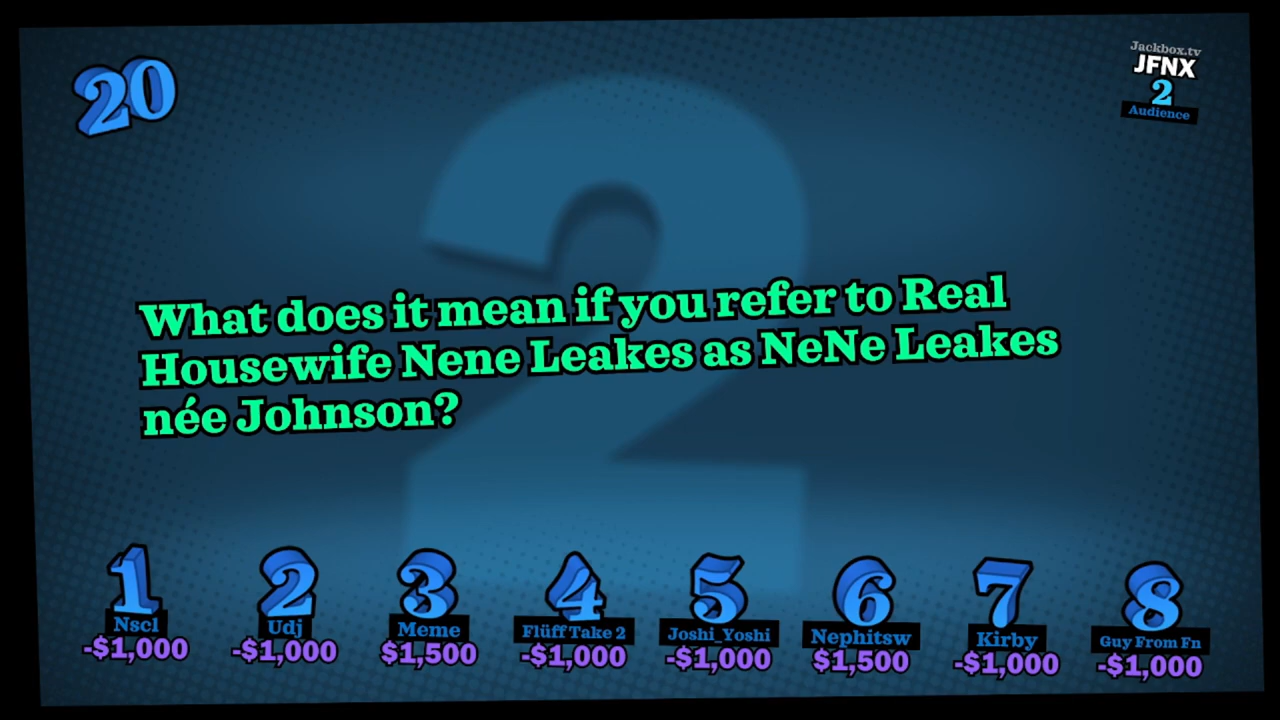 20
Jackbox.tv
JFNX
2
Audience
2
What does it mean if you refer to Real
Housewife Nene Leakes as NeNe Leakes
née Johnson?
1
Nscl
-$1,000
2
Udj
-$1,000
3
Meme
$1,500
4
Flüff Take 2
-$1,000
5
Joshi_Yoshi
-$1,000
6
Nephitsw
$1,500
7
Kirby
-$1,000
8
Guy From Fn
-$1,000